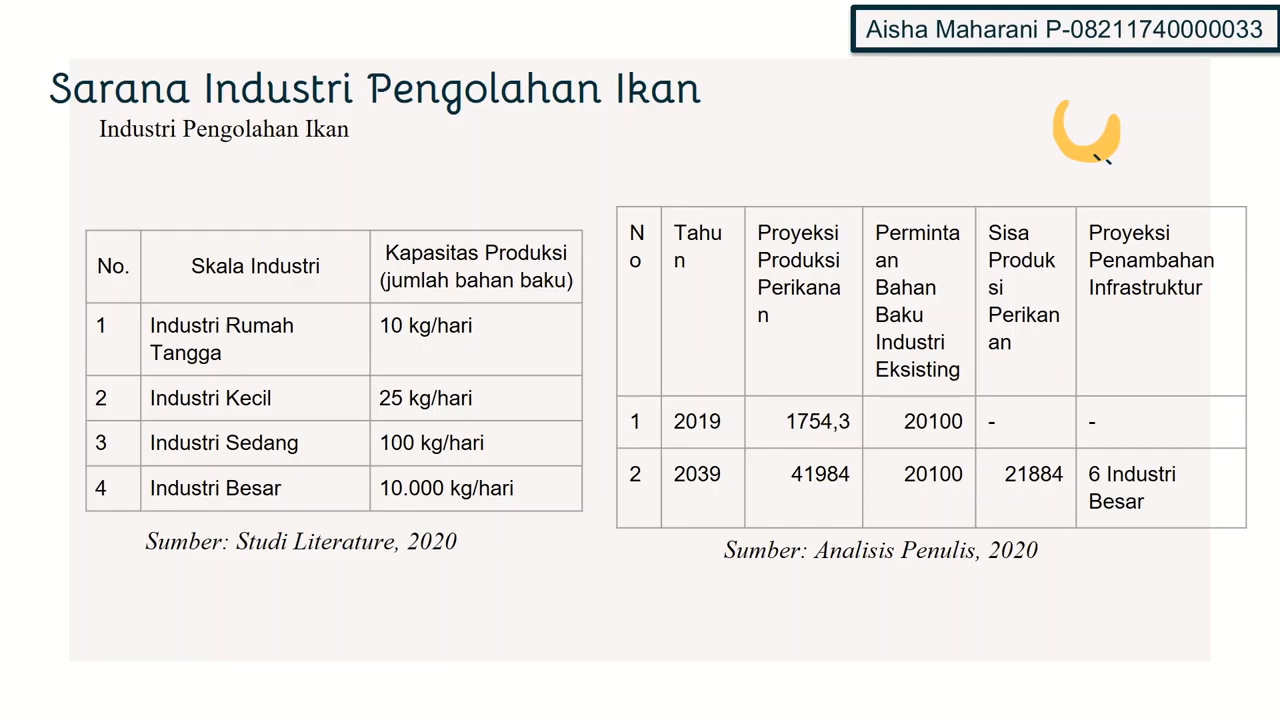 Aisha Maharani P-08211740000033
Sarana Industri Pengolahan Ikan
Industri Pengolahan Ikan
No. Skala Industri Kapasitas Produksi
(jumlah bahan baku)
1 Industri Rumah 10 kg/hari
Tangga
2 Industri Kecil 25 kg/hari
3 Industri Sedang 100 kg/hari
4 Industri Besar 10.000 kg/hari
Sumber: Studi Literature, 2020
N Tahu Proyeksi Perminta Sisa Proyeksi
o n Produksi an Produk Penambahan
Perikana Bahan si Infrastruktur
n Baku Perikan
Industri an
Eksisting
1 2019 1754,3 20100 - -
2 2039 41984 20100 21884 6 Industri
Besar
Sumber: Analisis Penulis, 2020